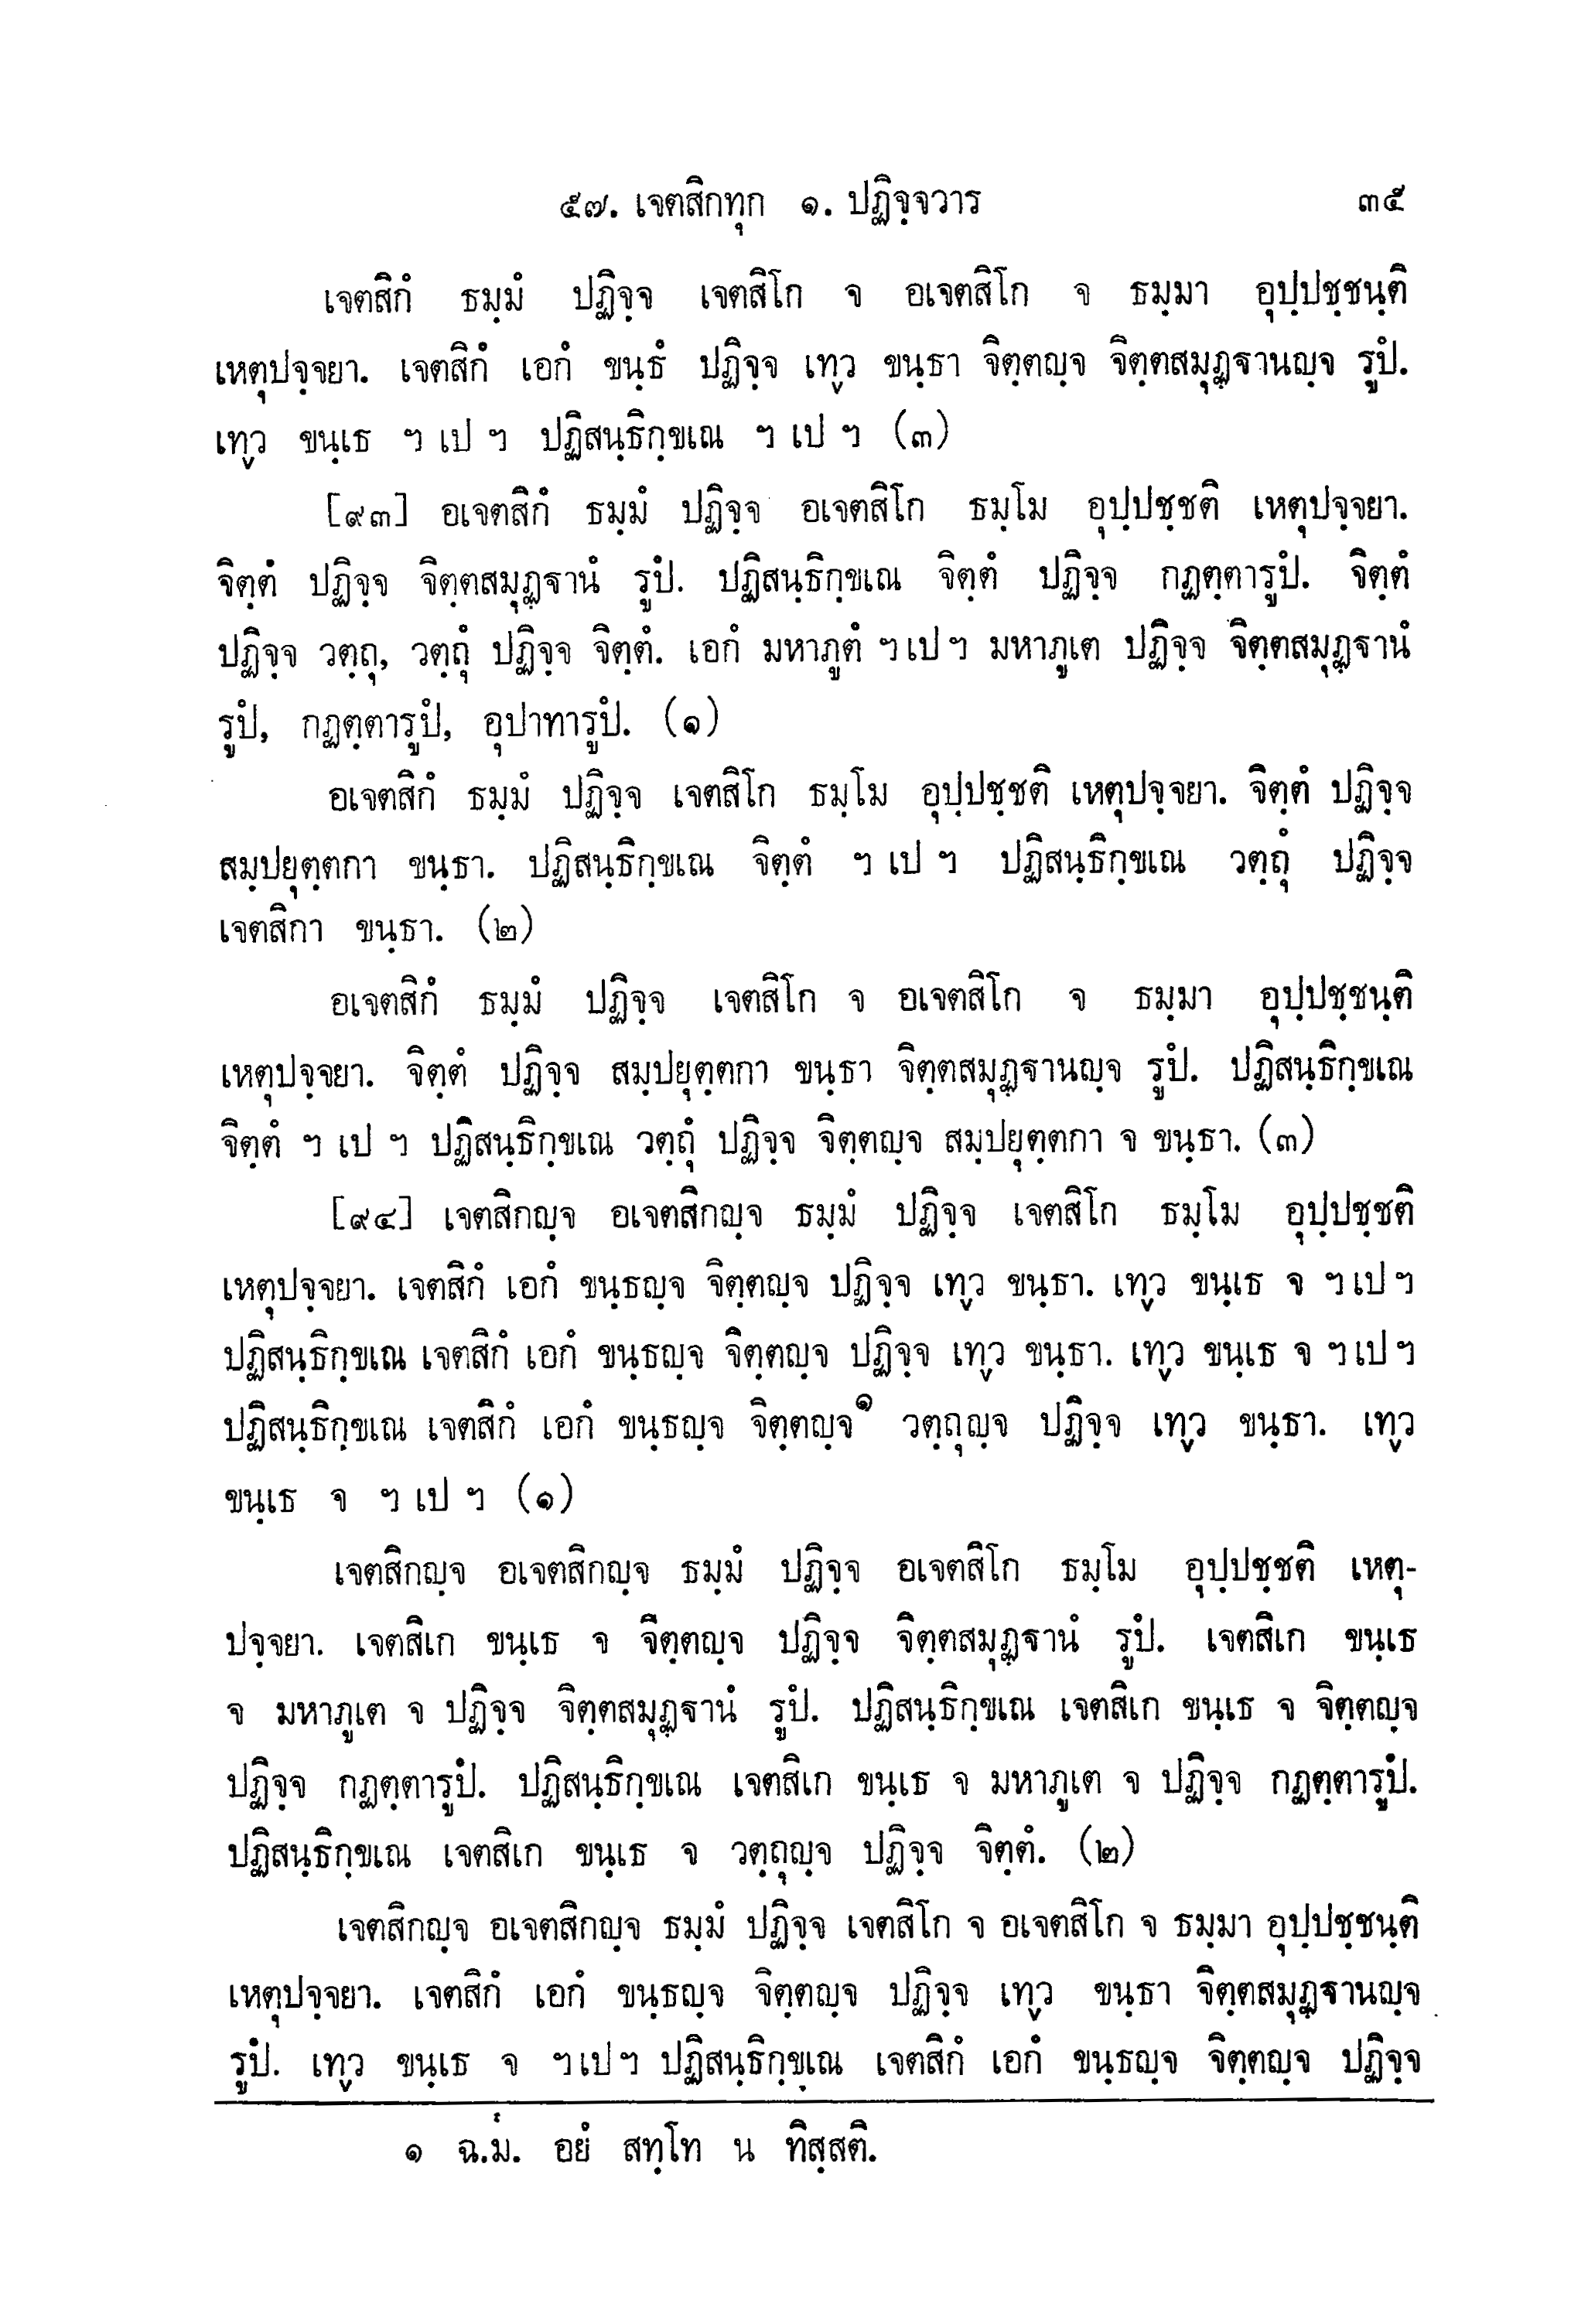 ๕๗. เจตสิกทุก ๑. ปฏิจฺจวาร ๓๕
เจตสิกํ ธมฺมํ ปฏิจฺจ เจตสิโก จ อเจตสิโก จ ธมฺมา อุปฺปชฺชนฺติ
เหตุปจฺจยา. เจตสิกํ เอกํ ขนฺธํ ปฏิจฺจ เทฺว ขนฺธา จิตฺตญฺจ จิตฺตสมุฏฺฐานญฺจ รูปํ.
เทฺว ขนฺเธ ฯ เป ฯ ปฏิสนฺธิกฺขเณ ฯ เป ฯ (๓)
[๙๓] อเจตสิกํ ธมฺมํ ปฏิจฺจ อเจตสิโก ธมฺโม อุปฺปชฺชติ เหตุปจฺจยา.
จิตฺตํ ปฏิจฺจ จิตฺตสมุฏฺฐานํ รูปํ. ปฏิสนฺธิกฺขเณ จิตฺตํ ปฏิจฺจ กฏตฺตารูปํ. จิตฺตํ
ปฏิจฺจ วตฺถุ, วตฺถุํ ปฏิจฺจ จิตฺตํ. เอกํ มหาภูตํ ฯ เป ฯ มหาภูเต ปฏิจฺจ จิตฺตสมุฏฺฐานํ
รูปํ, กฏตฺตารูปํ, อุปาทารูปํ. (๑)
อเจตสิกํ ธมฺมํ ปฏิจฺจ เจตสิโก ธมฺโม อุปฺปชฺชติ เหตุปจฺจยา. จิตฺตํ ปฏิจฺจ
สมฺปยุตฺตกา ขนฺธา. ปฏิสนฺธิกฺขเณ จิตฺตํ ฯ เป ฯ ปฏิสนฺธิกฺขเณ วตฺถุํ ปฏิจฺจ
เจตสิกา ขนฺธา. (๒)
อเจตสิกํ ธมฺมํ ปฏิจฺจ เจตสิโก จ อเจตสิโก จ ธมฺมา อุปฺปชฺชนฺติ
เหตุปจฺจยา. จิตฺตํ ปฏิจฺจ สมฺปยุตฺตกา ขนฺธา จิตฺตสมุฏฺฐานญฺจ รูปํ. ปฏิสนฺธิกฺขเณ
จิตฺตํ ฯ เป ฯ ปฏิสนฺธิกฺขเณ วตฺถุํ ปฏิจฺจ จิตฺตญฺจ สมฺปยุตฺตกา จ ขนฺธา. (๓)
[๙๔] เจตสิกญฺจ อเจตสิกญฺจ ธมฺมํ ปฏิจฺจ เจตสิโก ธมฺโม อุปฺปชฺชติ
เหตุปจฺจยา. เจตสิกํ เอกํ ขนฺธญฺจ จิตฺตญฺจ ปฏิจฺจ เทฺว ขนฺธา. เทฺว ขนฺเธ จ ฯ เป ฯ
ปฏิสนฺธิกฺขเณ เจตสิกํ เอกํ ขนฺธญฺจ จิตฺตญฺจ ปฏิจฺจ เทฺว ขนฺธา. เทฺว ขนฺเธ จ ฯ เป ฯ
ปฏิสนฺธิกฺขเณ เจตสิกํ เอกํ ขนฺธญฺจ จิตฺตญฺจ๑ วตฺถุญฺจ ปฏิจฺจ เทฺว ขนฺธา. เทฺว
ขนฺเธ จ ฯ เป ฯ (๑)
เจตสิกญฺจ อเจตสิกญฺจ ธมฺมํ ปฏิจฺจ อเจตสิโก ธมฺโม อุปฺปชฺชติ เหตุ-
ปจฺจยา. เจตสิเก ขนฺเธ จ จิตฺตญฺจ ปฏิจฺจ จิตฺตสมุฏฺฐานํ รูปํ. เจตสิเก ขนฺเธ
จ มหาภูเต จ ปฏิจฺจ จิตฺตสมุฏฺฐานํ รูปํ. ปฏิสนฺธิกฺขเณ เจตสิเก ขนฺเธ จ จิตฺตญฺจ
ปฏิจฺจ กฏตฺตารูปํ. ปฏิสนฺธิกฺขเณ เจตสิเก ขนฺเธ จ มหาภูเต จ ปฏิจฺจ กฏตฺตารูปํ.
ปฏิสนฺธิกฺขเณ เจตสิเก ขนฺเธ จ วตฺถุญฺจ ปฏิจฺจ จิตฺตํ. (๒)
เจตสิกญฺจ อเจตสิกญฺจ ธมฺมํ ปฏิจฺจ เจตสิโก จ อเจตสิโก จ ธมฺมา อุปฺปชฺชนฺติ
เหตุปจฺจยา. เจตสิกํ เอกํ ขนฺธญฺจ จิตฺตญฺจ ปฏิจฺจ เทฺว ขนฺธา จิตฺตสมุฏฺฐานญฺจ
รูปํ. เทฺว ขนฺเธ จ ฯ เป ฯ ปฏิสนฺธิกฺขเณ เจตสิกํ เอกํ ขนฺธญฺจ จิตฺตญฺจ ปฏิจฺจ
๑ ฉ.ม. อยํ สทฺโท น ทิสฺสติ.